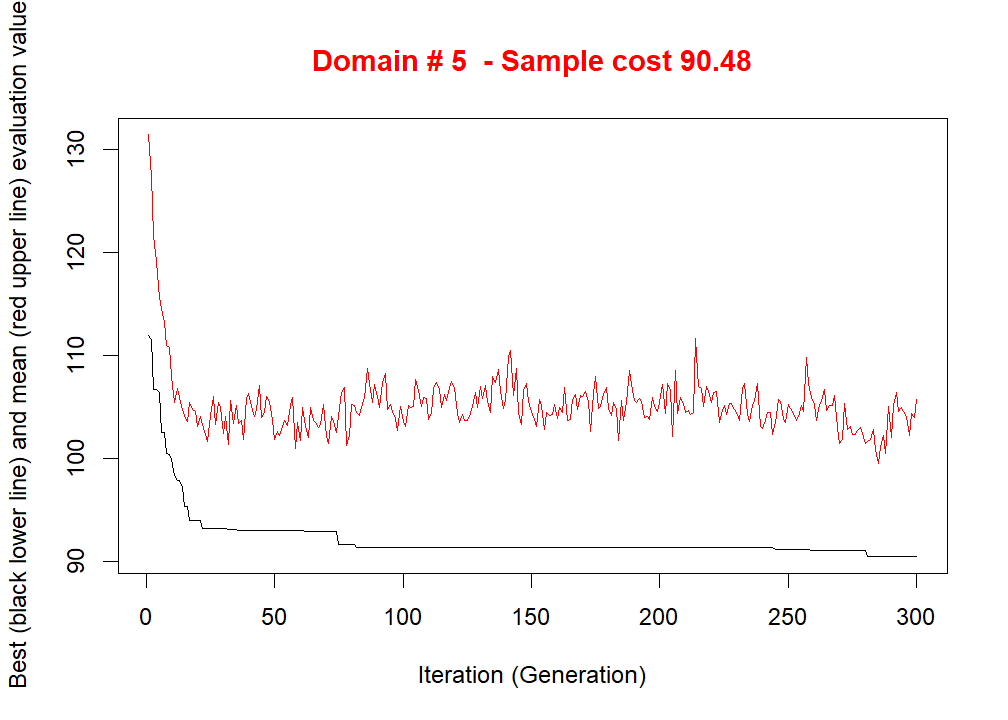 Domain # 5  - Sample cost 90.48
Best (black lower line) and mean (red upper line) evaluation value
130
120
110
100
90
0 50 100 150 200 250 300
Iteration (Generation)